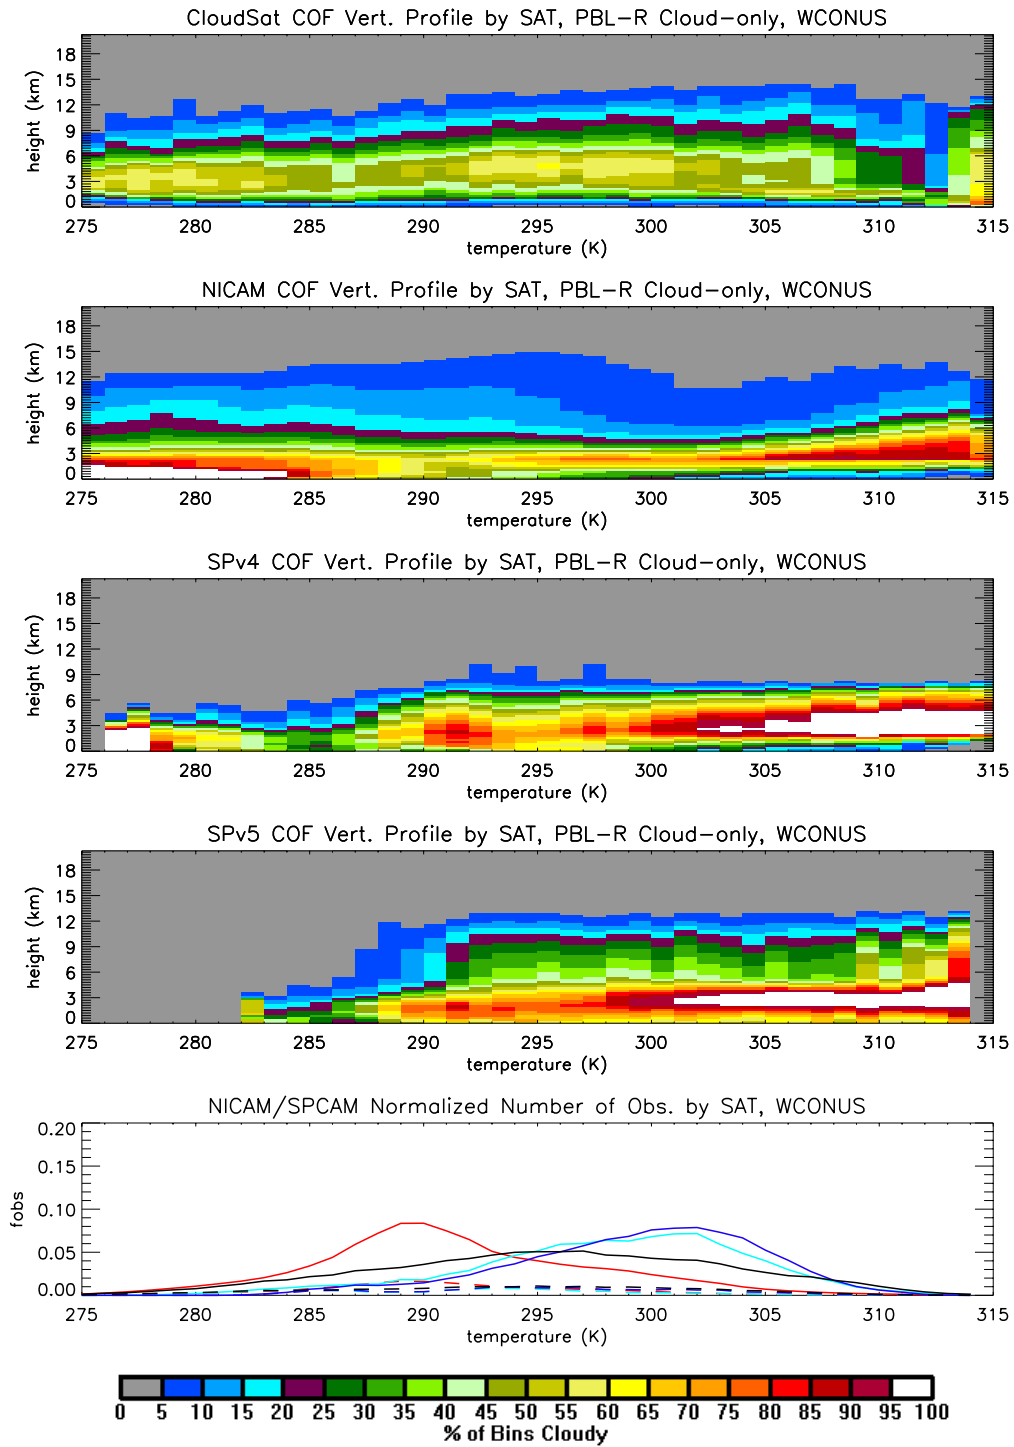 CloudSat COF Vert. Profile by SAT, PBL-R Cloud-only, WCONUS
18
15
12
9
6
3
0
height (km)
275 280 285 290 295 300 305 310 315
temperature (K)
NICAM COF Vert. Profile by SAT, PBL-R Cloud-only, WCONUS
18
15
12
9
6
3
0
height (km)
275 280 285 290 295 300 305 310 315
temperature (K)
SPv4 COF Vert. Profile by SAT, PBL-R Cloud-only, WCONUS
18
15
12
9
6
3
0
height (km)
275 280 285 290 295 300 305 310 315
temperature (K)
SPv5 COF Vert. Profile by SAT, PBL-R Cloud-only, WCONUS
18
15
12
9
6
3
0
height (km)
275 280 285 290 295 300 305 310 315
temperature (K)
NICAM/SPCAM Normalized Number of Obs. by SAT, WCONUS
0.20
0.15
0.10
0.05
0.00
fobs
275 280 285 290 295 300 305 310 315
temperature (K)
0 5 10 15 20 25 30 35 40 45 50 55 60 65 70 75 80 85 90 95 100
% of Bins Cloudy